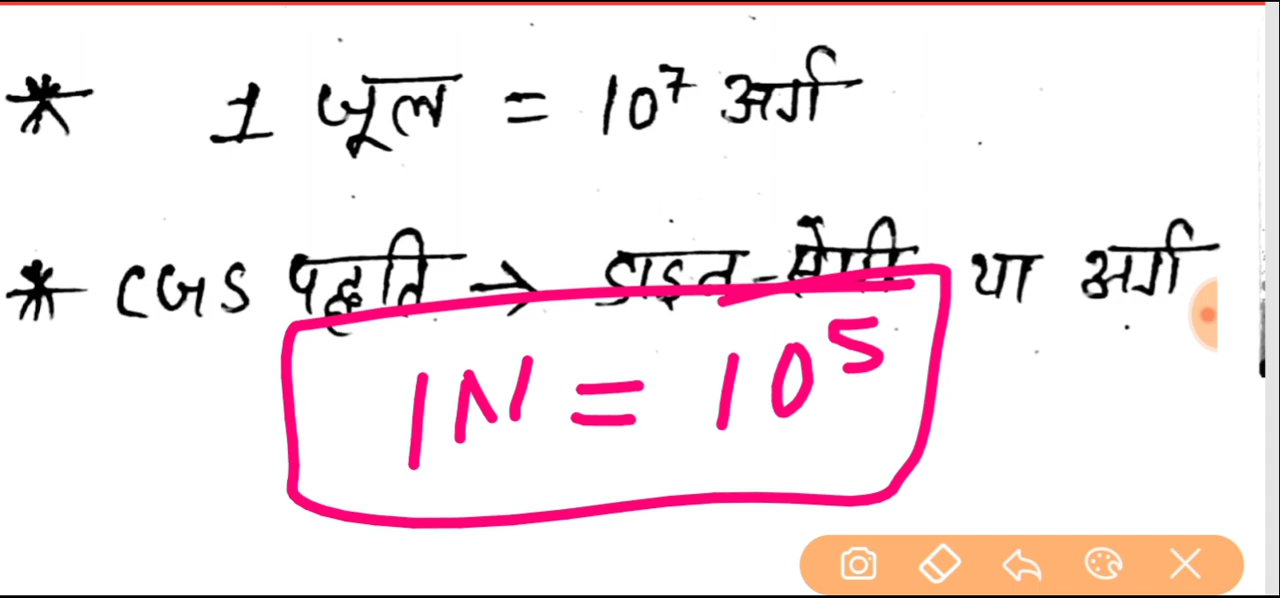 * 1 जूल = 10⁷ अर्ग
* CGS पद्धति → डाइन-सेमी या अर्ग
1N = 10⁵